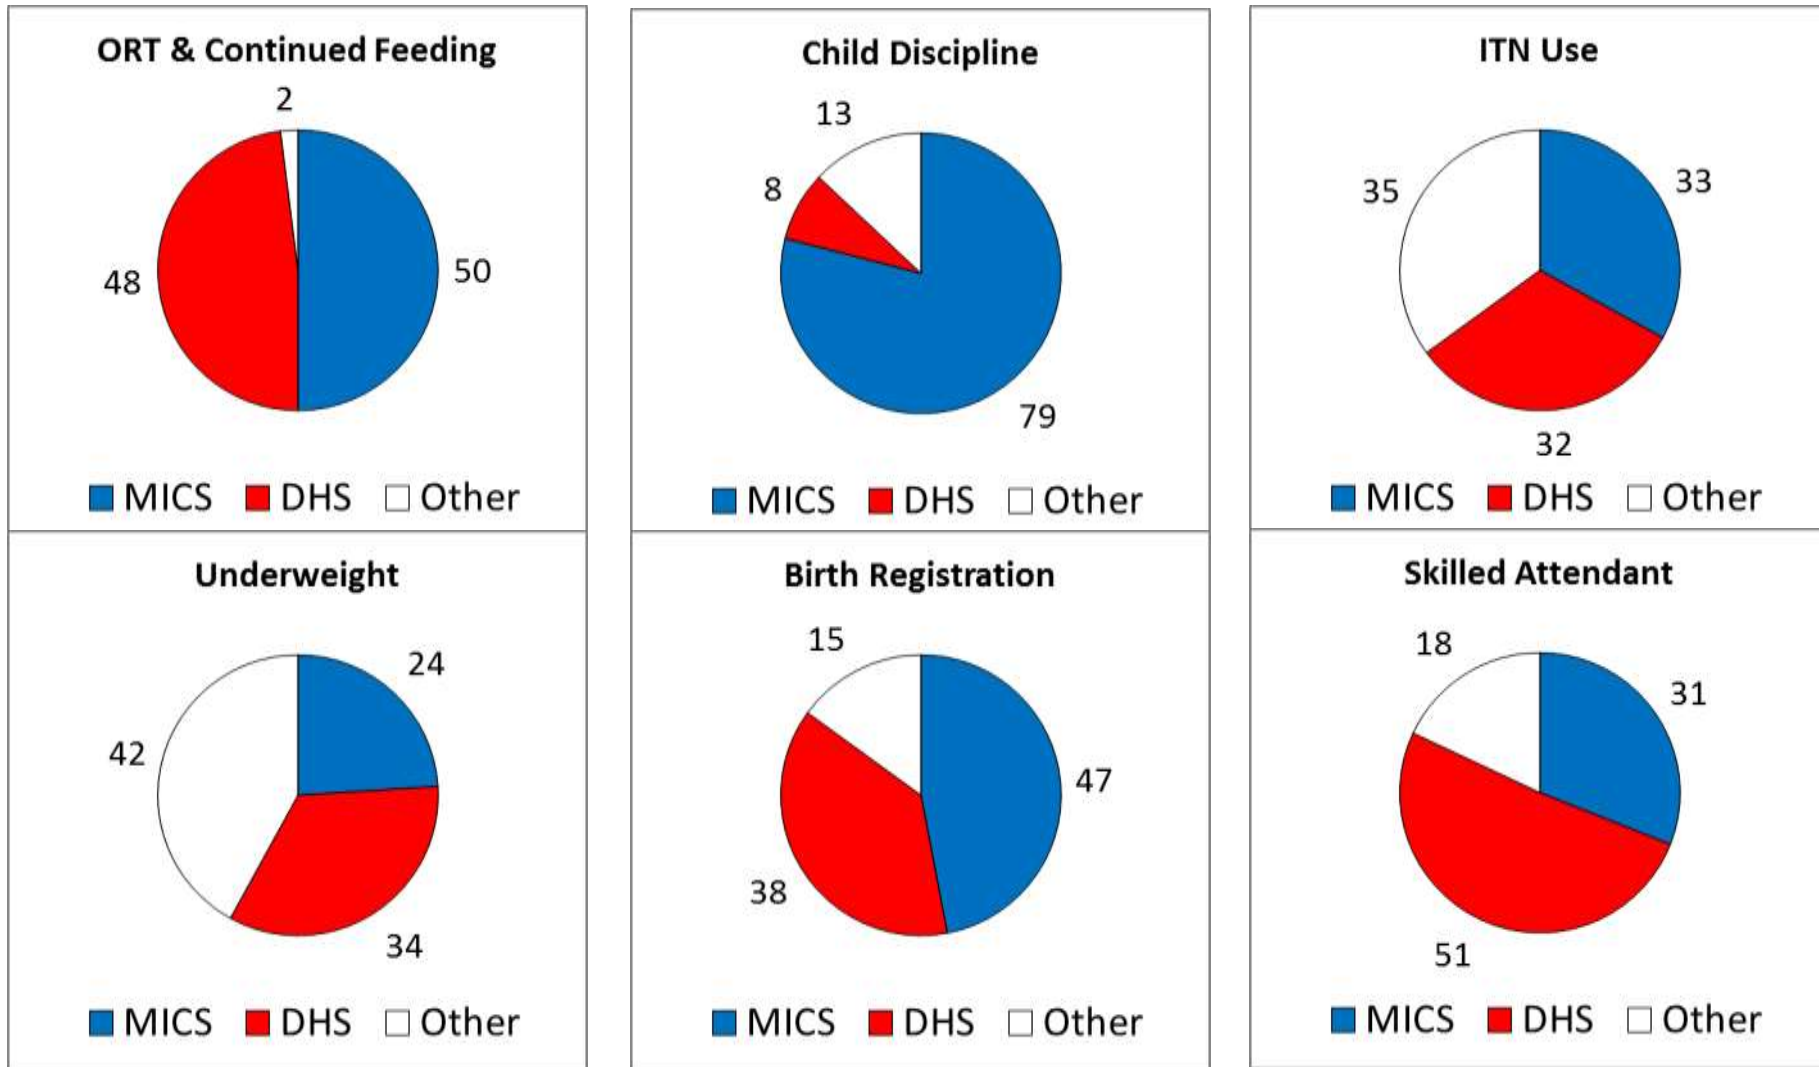 ORT & Continued Feeding
2
48
50
MICS DHS Other
Child Discipline
13
8
79
MICS DHS Other
ITN Use
35
33
32
MICS DHS Other
Underweight
24
42
34
MICS DHS Other
Birth Registration
15
47
38
MICS DHS Other
Skilled Attendant
18
31
51
MICS DHS Other